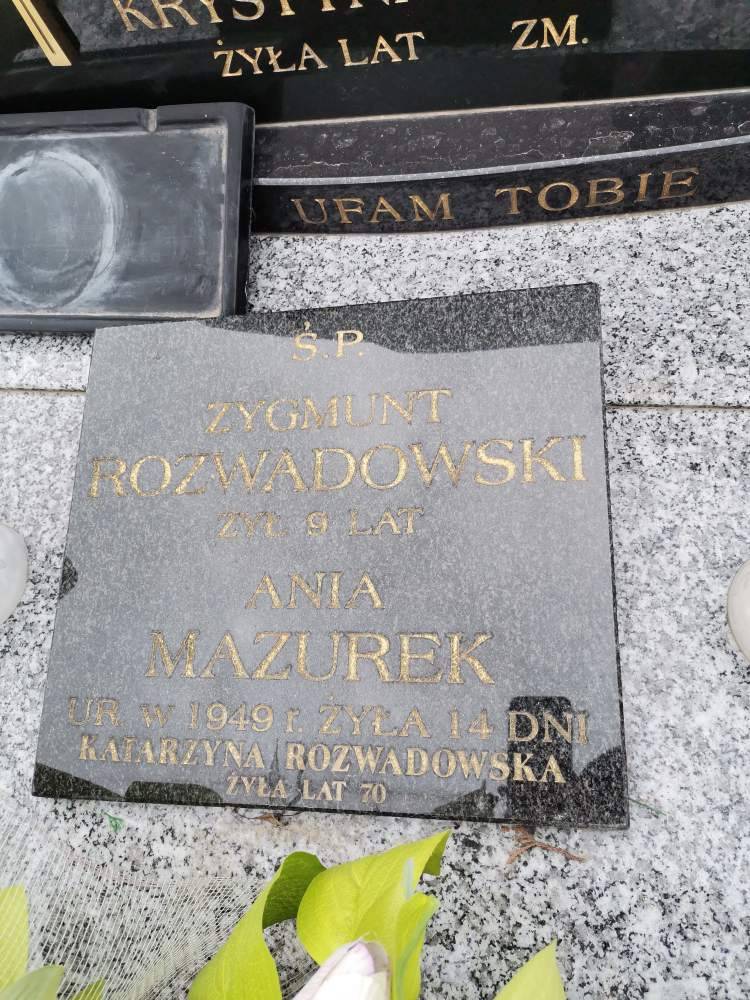 KRYSTYNA
ŻYŁA LAT ZM.
UFAM TOBIE
Ś.P.
ZYGMUNT
ROZWADOWSKI
ŻYŁ 9 LAT
ANIA
MAZUREK
UR. W 1949 r. ŻYŁA 14 DNI
KATARZYNA ROZWADOWSKA
ŻYŁA LAT 70